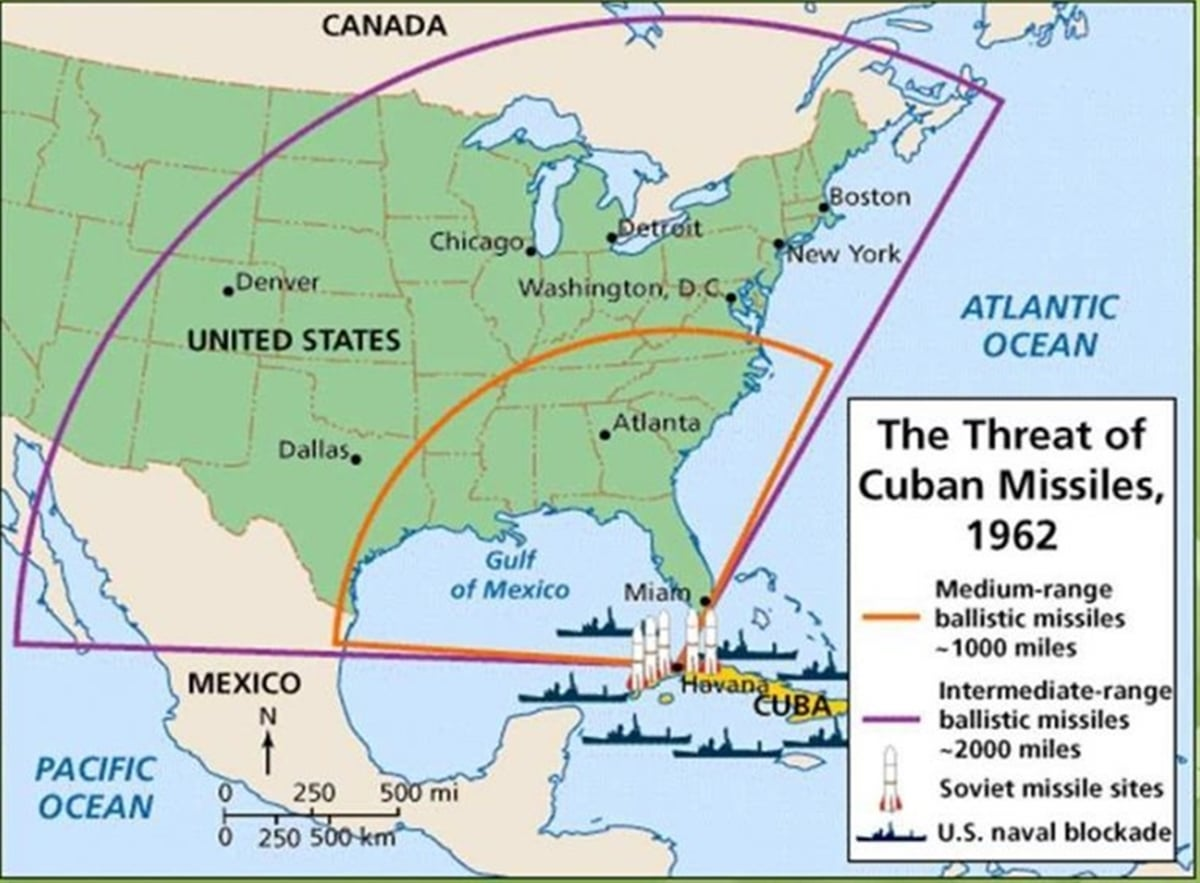 CANADA
Boston
Detroit
Chicago
New York
Denver
Washington, D.C.
ATLANTIC
OCEAN
UNITED STATES
Atlanta
Dallas
The Threat of
Cuban Missiles,
1962
Gulf
of Mexico
Miami
Medium-range
ballistic missiles
~1000 miles
MEXICO
Havana
CUBA
Intermediate-range
ballistic missiles
~2000 miles
N
PACIFIC
OCEAN
0 250 500 mi
0 250 500 km
Soviet missile sites
U.S. naval blockade